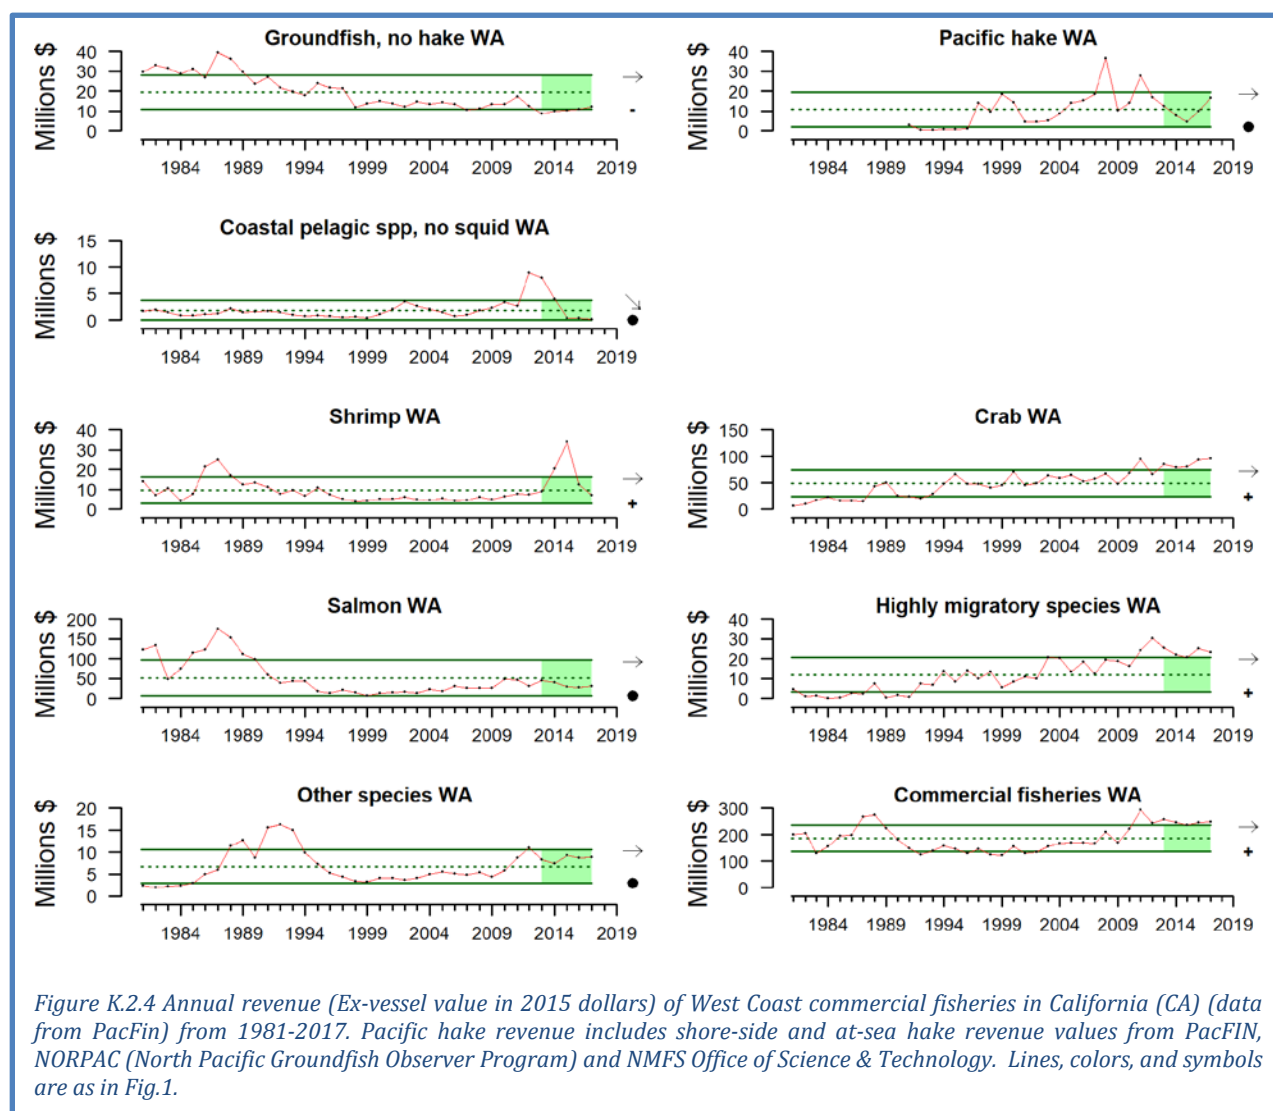 Groundfish, no hake WA
Millions $
40
30
20
10
0
1984 1989 1994 1999 2004 2009 2014 2019
-
Pacific hake WA
Millions $
40
30
20
10
0
1984 1989 1994 1999 2004 2009 2014 2019
Coastal pelagic spp, no squid WA
Millions $
15
10
5
0
1984 1989 1994 1999 2004 2009 2014 2019
Shrimp WA
Millions $
40
30
20
10
0
1984 1989 1994 1999 2004 2009 2014 2019
+
Crab WA
Millions $
150
100
50
0
1984 1989 1994 1999 2004 2009 2014 2019
+
Salmon WA
Millions $
200
150
100
50
0
1984 1989 1994 1999 2004 2009 2014 2019
Highly migratory species WA
Millions $
40
30
20
10
0
1984 1989 1994 1999 2004 2009 2014 2019
+
Other species WA
Millions $
20
15
10
5
0
1984 1989 1994 1999 2004 2009 2014 2019
Commercial fisheries WA
Millions $
300
200
100
0
1984 1989 1994 1999 2004 2009 2014 2019
+
Figure K.2.4 Annual revenue (Ex-vessel value in 2015 dollars) of West Coast commercial fisheries in California (CA) (data
from PacFin) from 1981-2017. Pacific hake revenue includes shore-side and at-sea hake revenue values from PacFIN,
NORPAC (North Pacific Groundfish Observer Program) and NMFS Office of Science & Technology. Lines, colors, and symbols
are as in Fig.1.